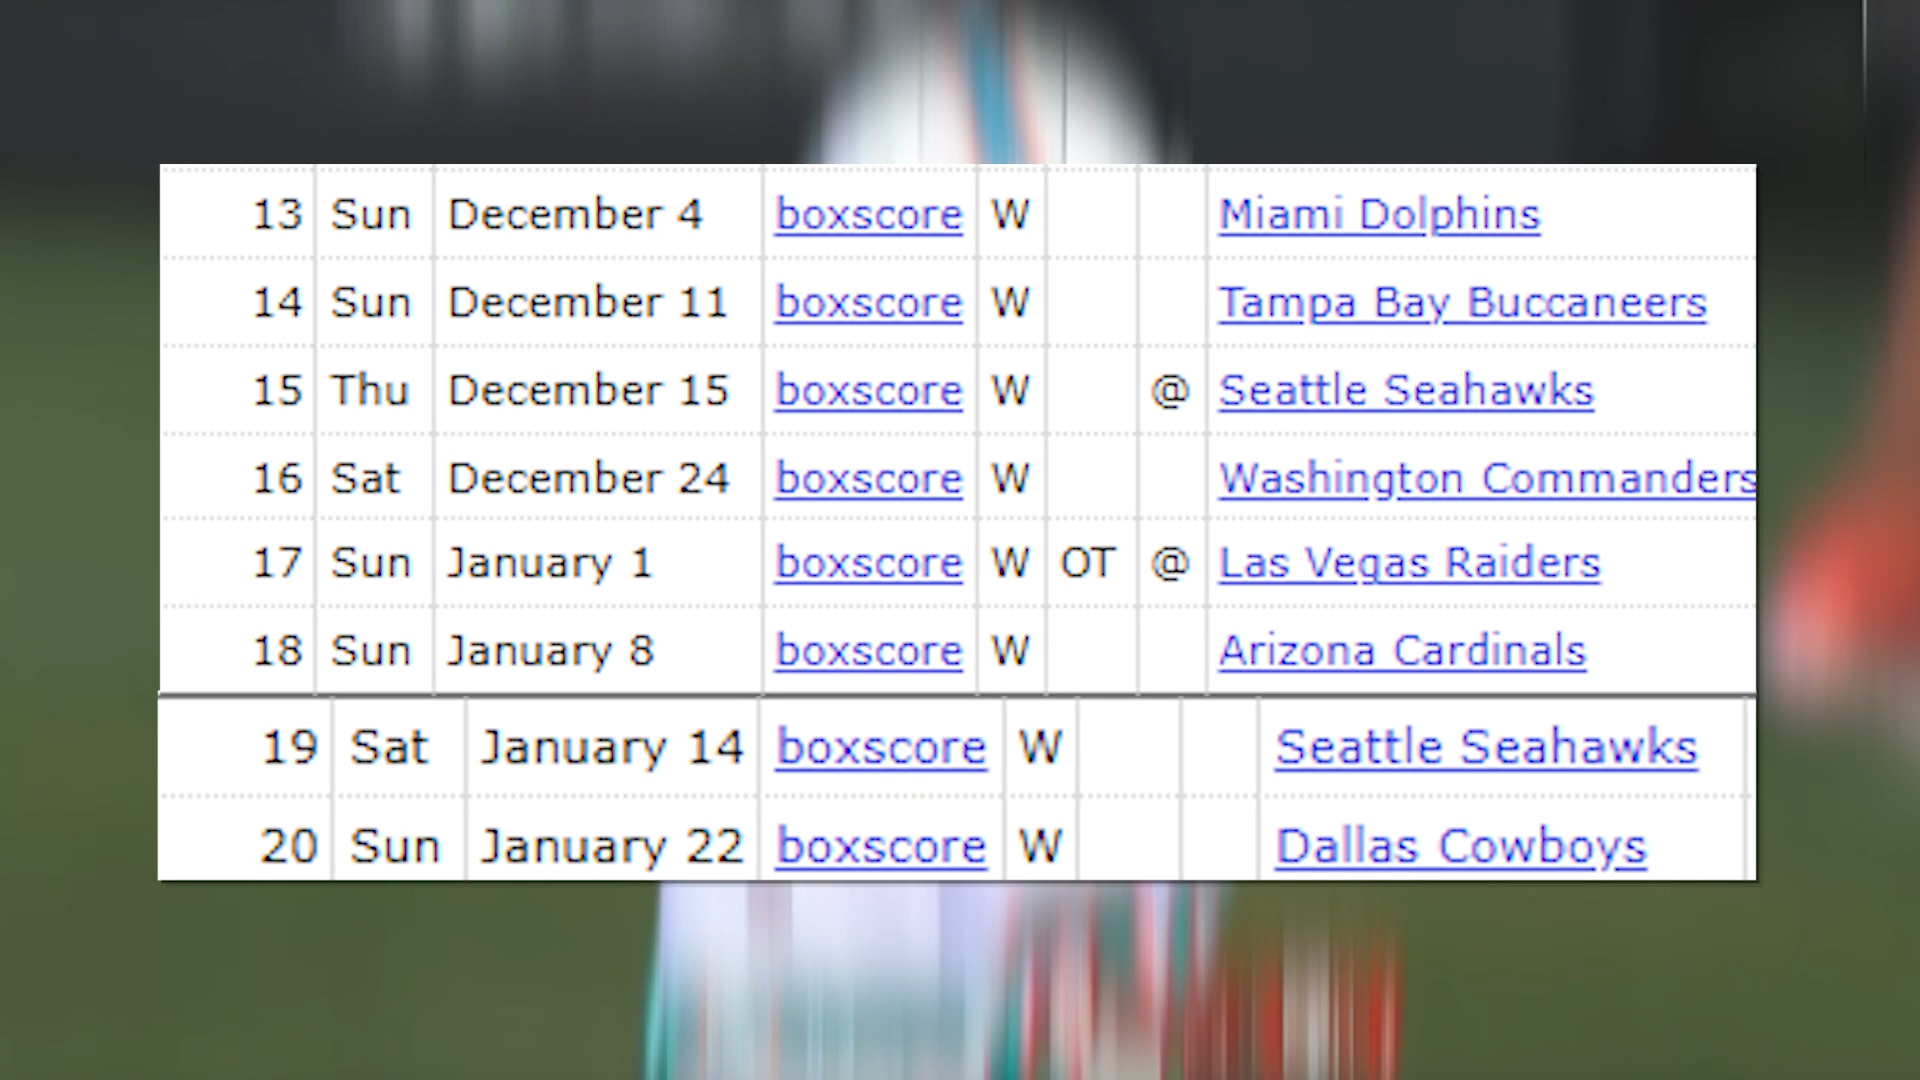 13 Sun December 4 boxscore W Miami Dolphins
14 Sun December 11 boxscore W Tampa Bay Buccaneers
15 Thu December 15 boxscore W @ Seattle Seahawks
16 Sat December 24 boxscore W Washington Commanders
17 Sun January 1 boxscore W OT @ Las Vegas Raiders
18 Sun January 8 boxscore W Arizona Cardinals
19 Sat January 14 boxscore W Seattle Seahawks
20 Sun January 22 boxscore W Dallas Cowboys